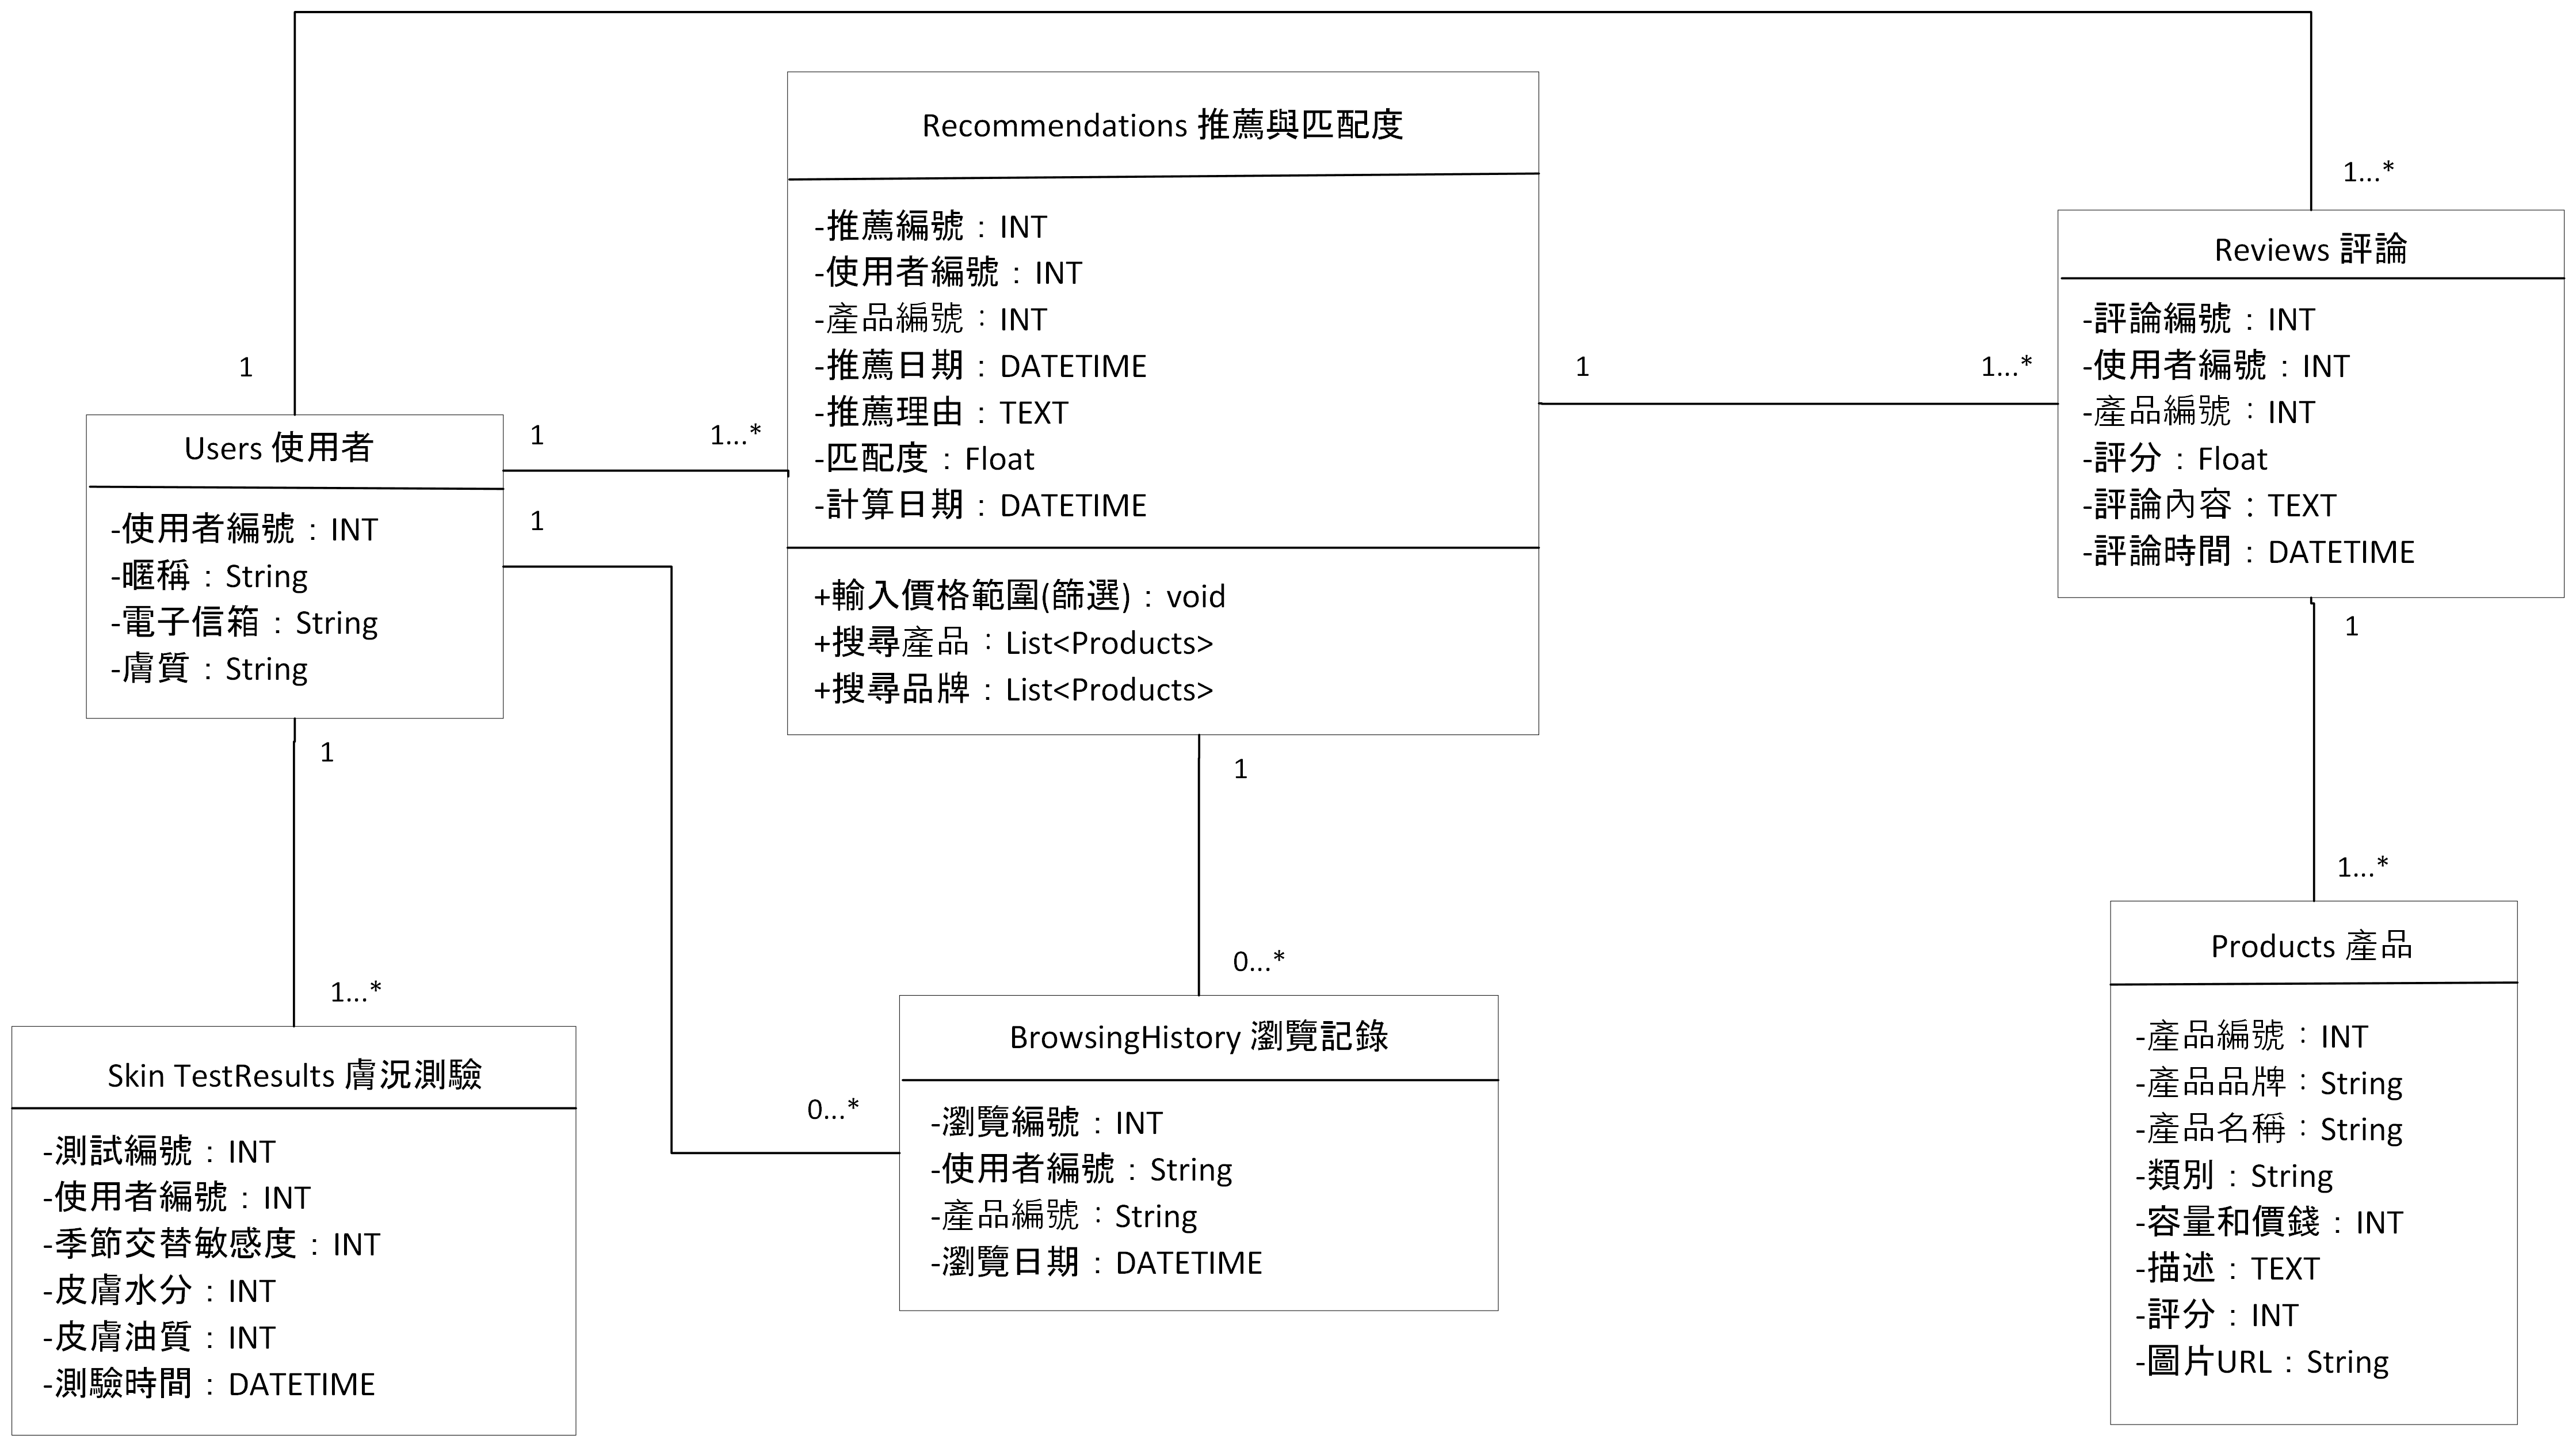 Recommendations 推薦與匹配度
-推薦編號：INT
-使用者編號：INT
-產品編號：INT
-推薦日期：DATETIME
-推薦理由：TEXT
-匹配度：Float
-計算日期：DATETIME
+輸入價格範圍(篩選)：void
+搜尋產品：List<Products>
+搜尋品牌：List<Products>
1...*
Reviews 評論
-評論編號：INT
-使用者編號：INT
-產品編號：INT
-評分：Float
-評論內容：TEXT
-評論時間：DATETIME
1
1
1...*
Users 使用者
-使用者編號：INT
-暱稱：String
-電子信箱：String
-膚質：String
1
1...*
1
1
1
1
1...*
0...*
1...*
0...*
Skin TestResults 膚況測驗
-測試編號：INT
-使用者編號：INT
-季節交替敏感度：INT
-皮膚水分：INT
-皮膚油質：INT
-測驗時間：DATETIME
BrowsingHistory 瀏覽記錄
-瀏覽編號：INT
-使用者編號：String
-產品編號：String
-瀏覽日期：DATETIME
Products 產品
-產品編號：INT
-產品品牌：String
-產品名稱：String
-類別：String
-容量和價錢：INT
-描述：TEXT
-評分：INT
-圖片URL：String